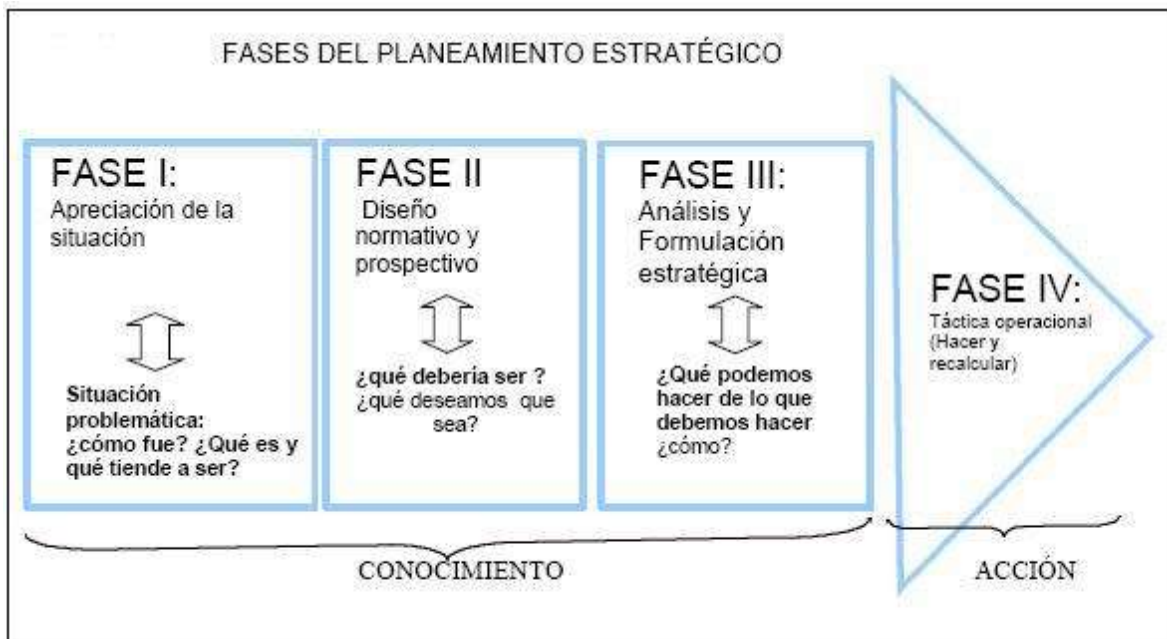 FASES DEL PLANEAMIENTO ESTRATÉGICO
FASE I:
Apreciación de la
situación
Situación
problemática:
¿cómo fue? ¿Qué es y
qué tiende a ser?
FASE II
Diseño
normativo y
prospectivo
¿qué debería ser ?
¿qué deseamos que
sea?
FASE III:
Análisis y
Formulación
estratégica
¿Qué podemos
hacer de lo que
debemos hacer
¿cómo?
FASE IV:
Táctica operacional
(Hacer y
recalcular)
CONOCIMIENTO
ACCIÓN